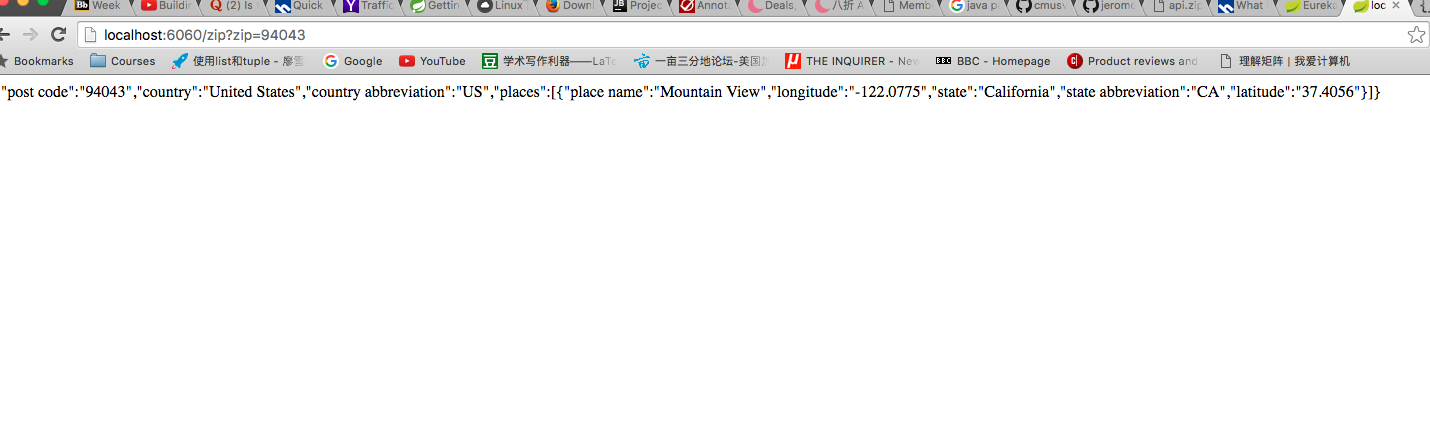 Week Buildin (2) Is Quick Traffic Gettin Linux Downl Projec Annota Deals, 八折 A Memb java p cmusv jerome api.zip What Eureka loc
localhost:6060/zip?zip=94043
Bookmarks Courses 使用list和tuple - 廖雪 Google YouTube 学术写作利器——LaTe 一亩三分地论坛-美国加 THE INQUIRER - New BBC - Homepage Product reviews and 理解矩阵 | 我爱计算机
"post code":"94043","country":"United States","country abbreviation":"US","places":[{"place name":"Mountain View","longitude":"-122.0775","state":"California","state abbreviation":"CA","latitude":"37.4056"}]}